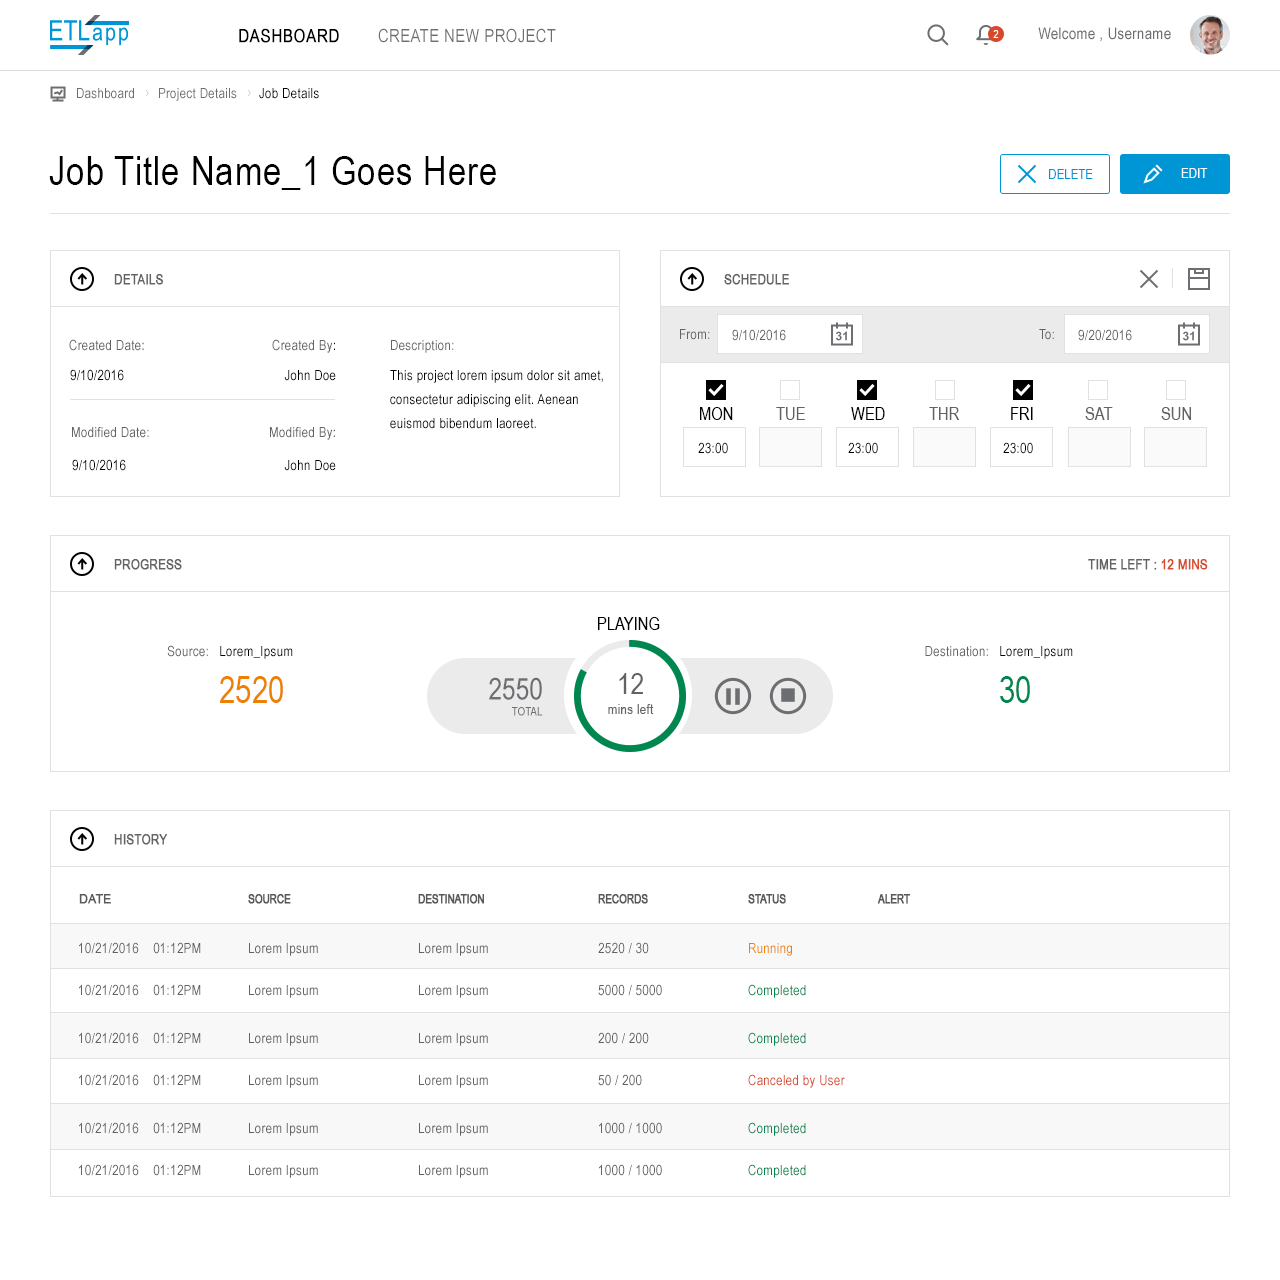 ETLapp
DASHBOARD CREATE NEW PROJECT
2
Welcome , Username
Dashboard › Project Details › Job Details
Job Title Name_1 Goes Here
DELETE
EDIT
DETAILS
Created Date: Created By:
9/10/2016 John Doe
Modified Date: Modified By:
9/10/2016 John Doe
Description:
This project lorem ipsum dolor sit amet,
consectetur adipiscing elit. Aenean
euismod bibendum laoreet.
SCHEDULE
From: 9/10/2016 31 To: 9/20/2016 31
MON TUE WED THR FRI SAT SUN
23:00 23:00 23:00
PROGRESS
TIME LEFT : 12 MINS
PLAYING
Source: Lorem_Ipsum
2520
2550
TOTAL
12
mins left
Destination: Lorem_Ipsum
30
HISTORY
DATE SOURCE DESTINATION RECORDS STATUS ALERT
10/21/2016 01:12PM Lorem Ipsum Lorem Ipsum 2520 / 30 Running
10/21/2016 01:12PM Lorem Ipsum Lorem Ipsum 5000 / 5000 Completed
10/21/2016 01:12PM Lorem Ipsum Lorem Ipsum 200 / 200 Completed
10/21/2016 01:12PM Lorem Ipsum Lorem Ipsum 50 / 200 Canceled by User
10/21/2016 01:12PM Lorem Ipsum Lorem Ipsum 1000 / 1000 Completed
10/21/2016 01:12PM Lorem Ipsum Lorem Ipsum 1000 / 1000 Completed